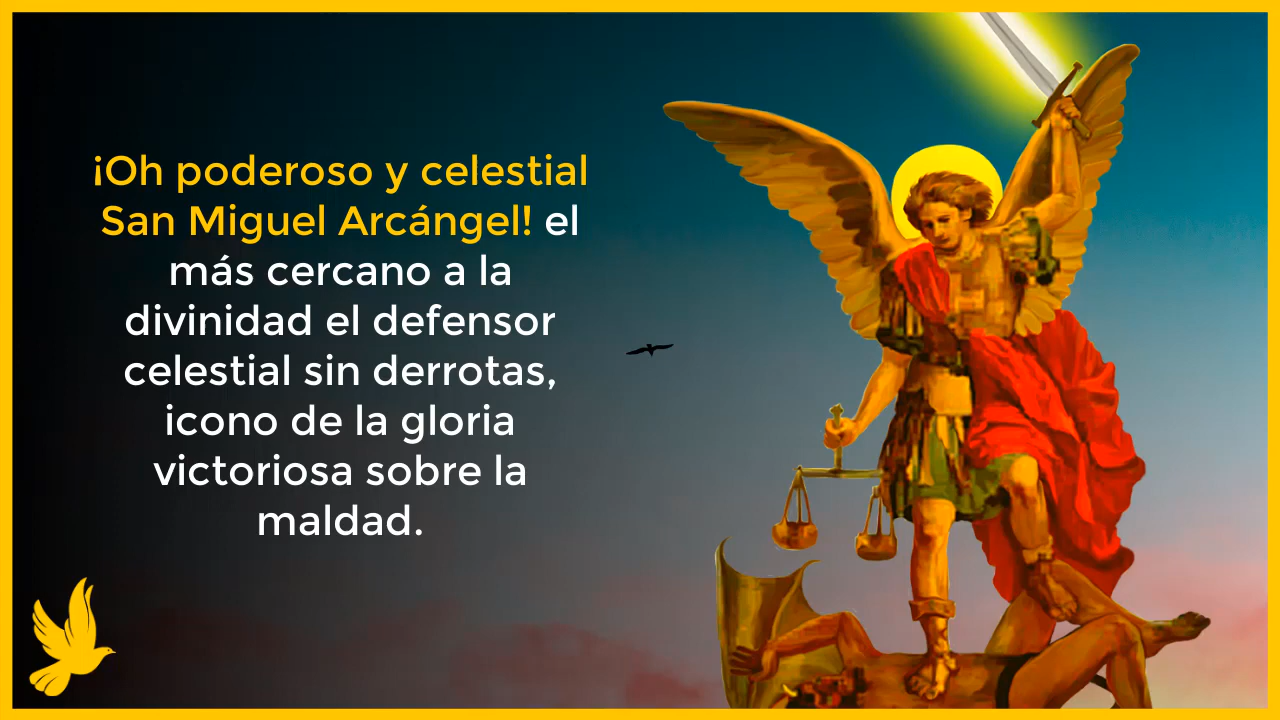 ¡Oh poderoso y celestial
San Miguel Arcángel! el
más cercano a la
divinidad el defensor
celestial sin derrotas,
icono de la gloria
victoriosa sobre la
maldad.